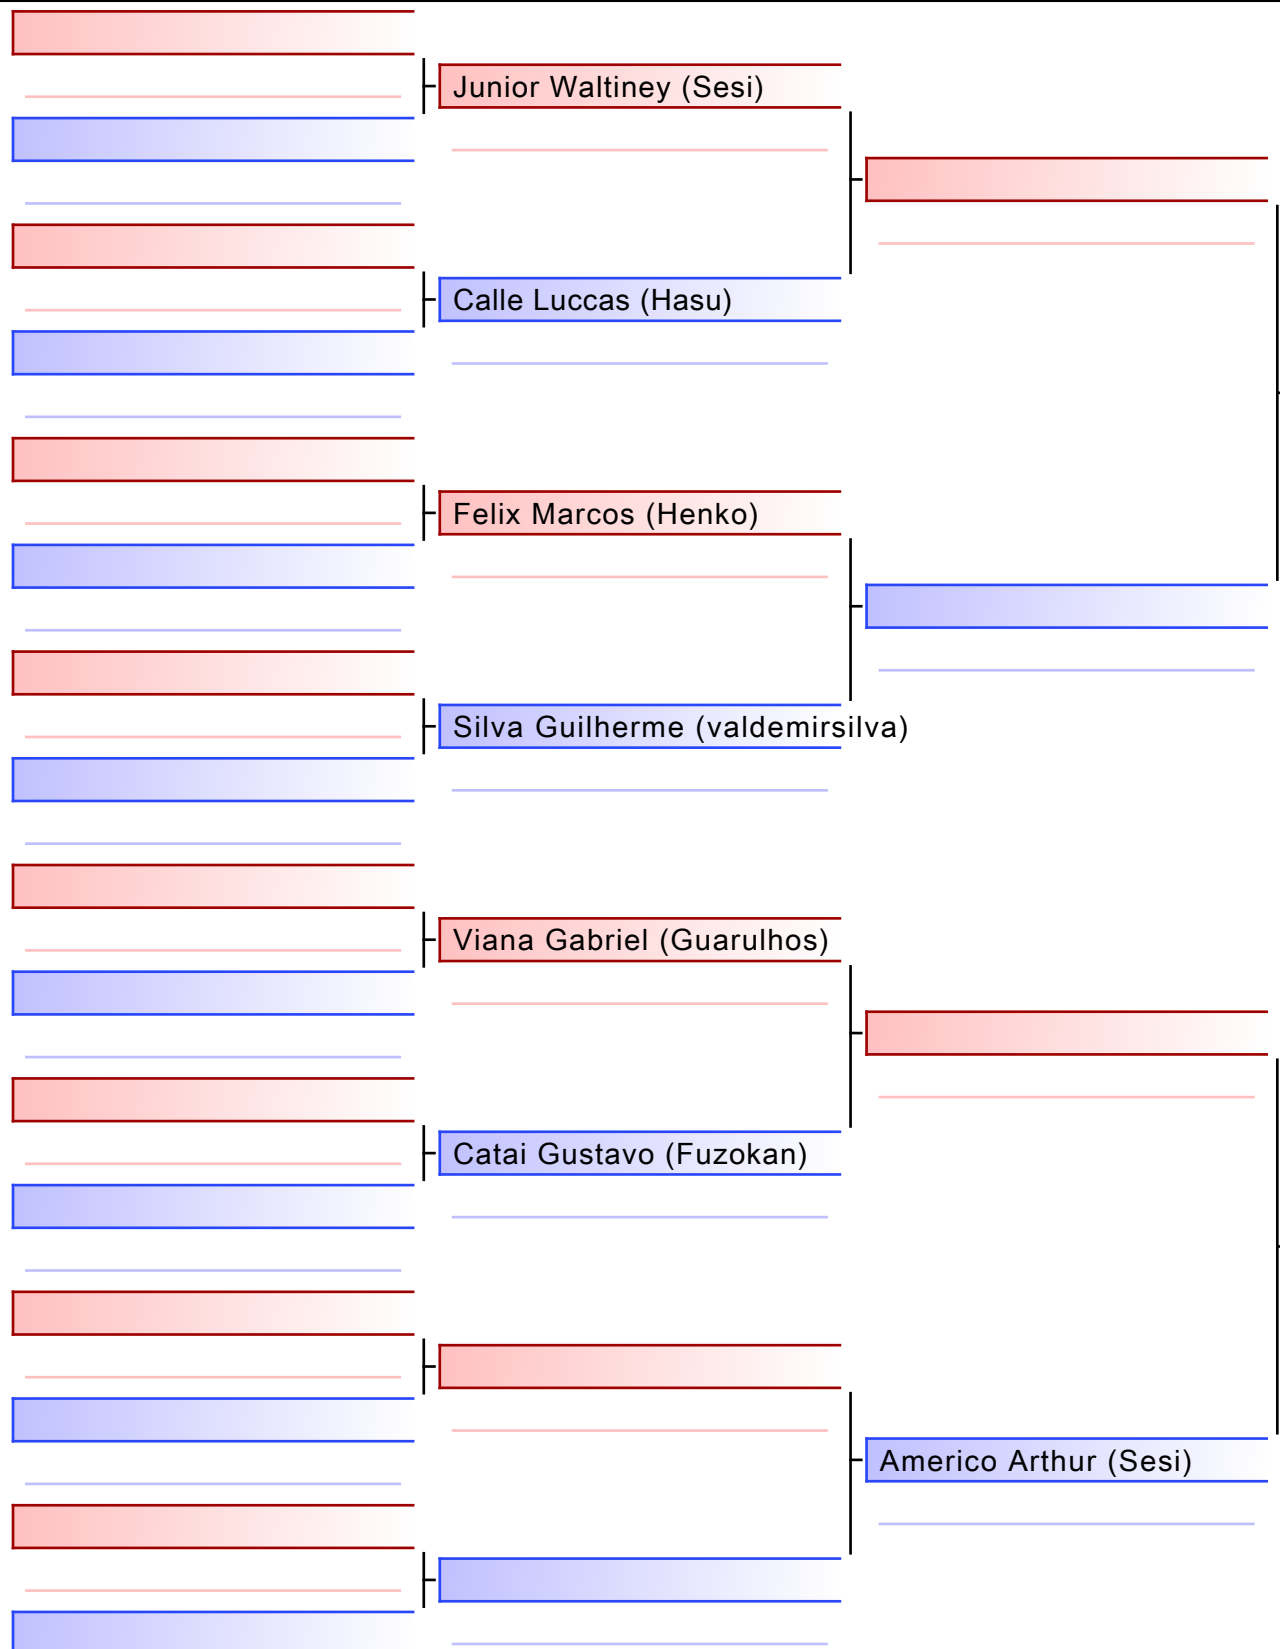 Junior Waltiney (Sesi)
Calle Luccas (Hasu)
Felix Marcos (Henko)
Silva Guilherme (valdemirsilva)
Viana Gabriel (Guarulhos)
Catai Gustavo (Fuzokan)
Americo Arthur (Sesi)